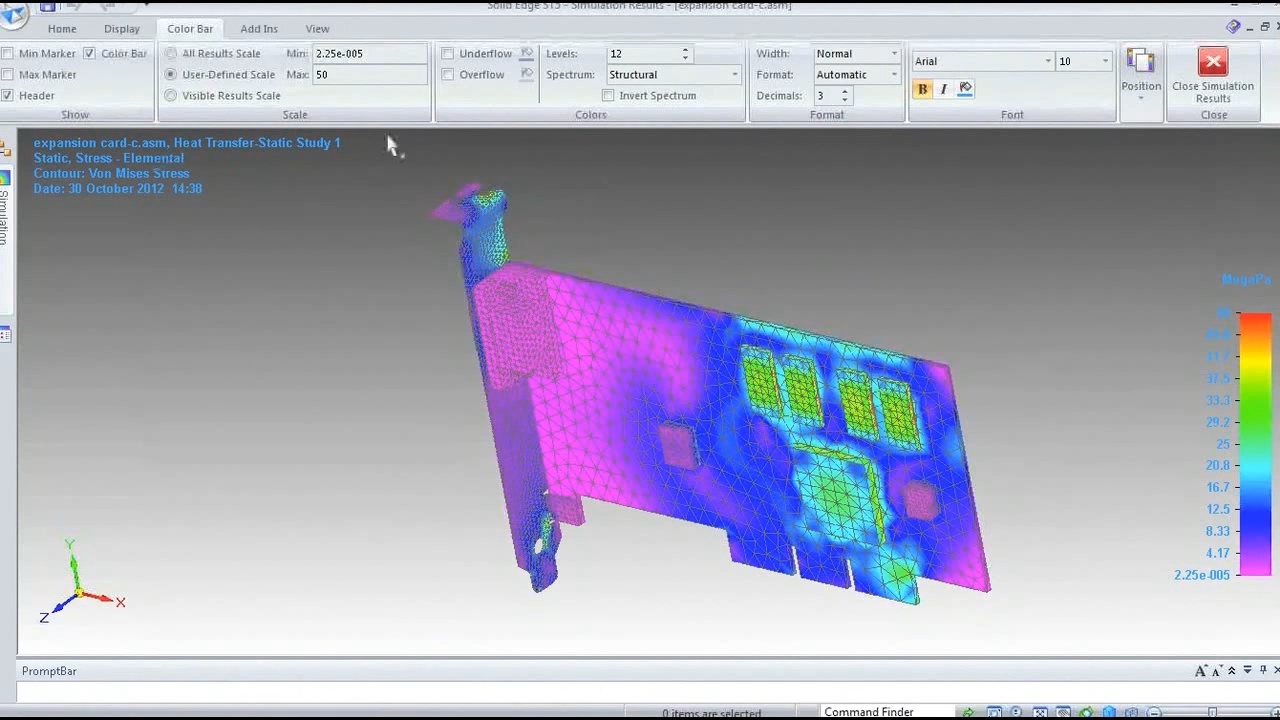 Solid Edge ST5 - Simulation Results - [expansion card-c.asm]
Home Display Color Bar Add Ins View
Min Marker Color Bar All Results Scale Min: 2.25e-005 Underflow Levels: 12 Width: Normal Arial 10
Max Marker User-Defined Scale Max: 50 Overflow Spectrum: Structural Format: Automatic Position Close Simulation Results
Header Visible Results Scale Invert Spectrum Decimals: 3 B I
Show Scale Colors Format Font Close
expansion card-c.asm, Heat Transfer-Static Study 1
Static, Stress - Elemental
Contour: Von Mises Stress
Date: 30 October 2012 14:38
Simulation
MegaPa
37.5
33.3
29.2
25
20.8
16.7
12.5
8.33
4.17
2.25e-005
Y
X
Z
PromptBar
0 items are selected
Command Finder